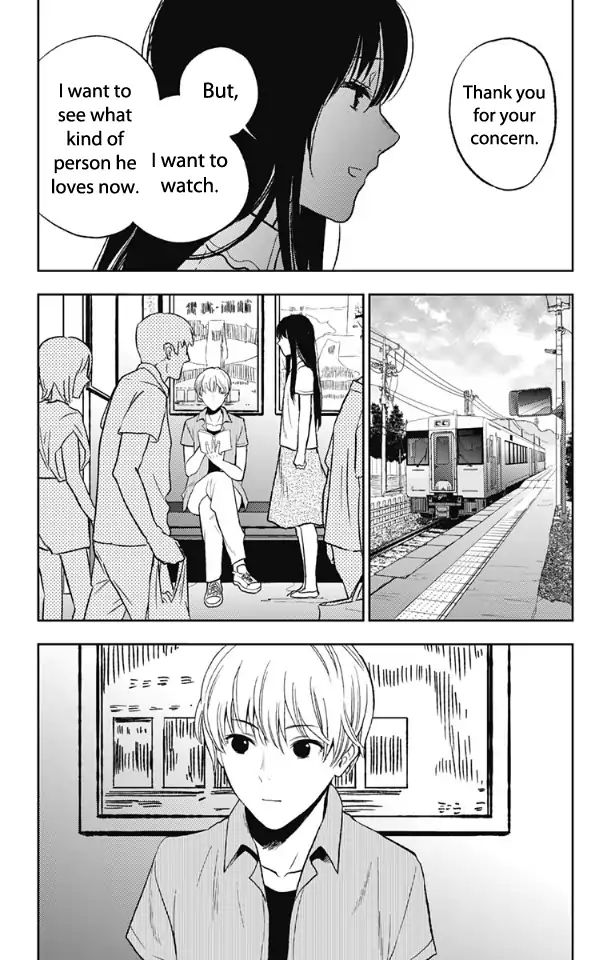 Thank you
for your
concern.
But,
I want to
watch.
I want to
see what
kind of
person he
loves now.